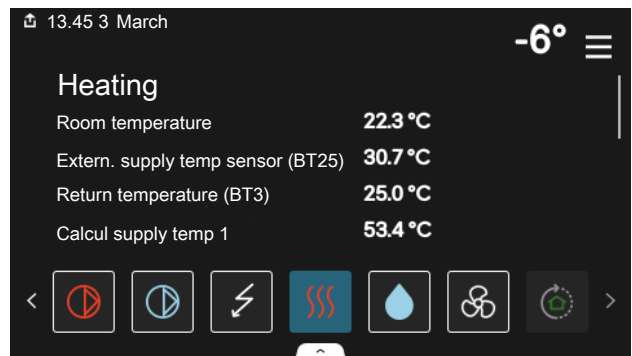 13.45 3 March
-6°
Heating
Room temperature 22.3 °C
Extern. supply temp sensor (BT25) 30.7 °C
Return temperature (BT3) 25.0 °C
Calcul supply temp 1 53.4 °C